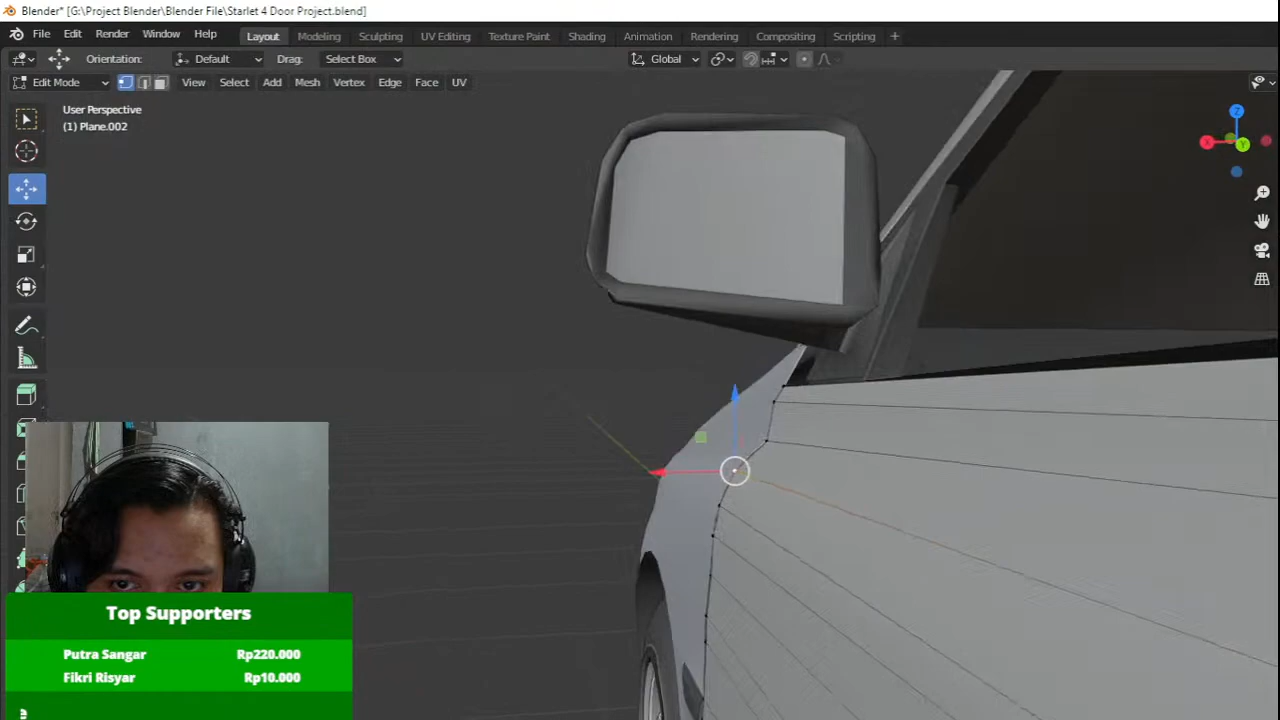 Blender* [G:\Project Blender\Blender File\Starlet 4 Door Project.blend]
File Edit Render Window Help Layout Modeling Sculpting UV Editing Texture Paint Shading Animation Rendering Compositing Scripting +
Orientation: Default Drag: Select Box Global
Edit Mode View Select Add Mesh Vertex Edge Face UV
User Perspective
(1) Plane.002
Z
X
Y
Top Supporters
Putra Sangar Rp220.000
Fikri Risyar Rp10.000